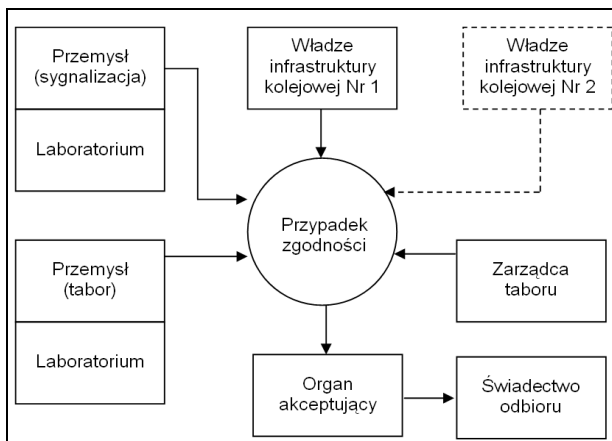 Przemysł
(sygnalizacja)
Laboratorium
Władze
infrastruktury
kolejowej Nr 1
Władze
infrastruktury
kolejowej Nr 2
Przypadek
zgodności
Przemysł
(tabor)
Laboratorium
Zarządca
taboru
Organ
akceptujący
Świadectwo
odbioru